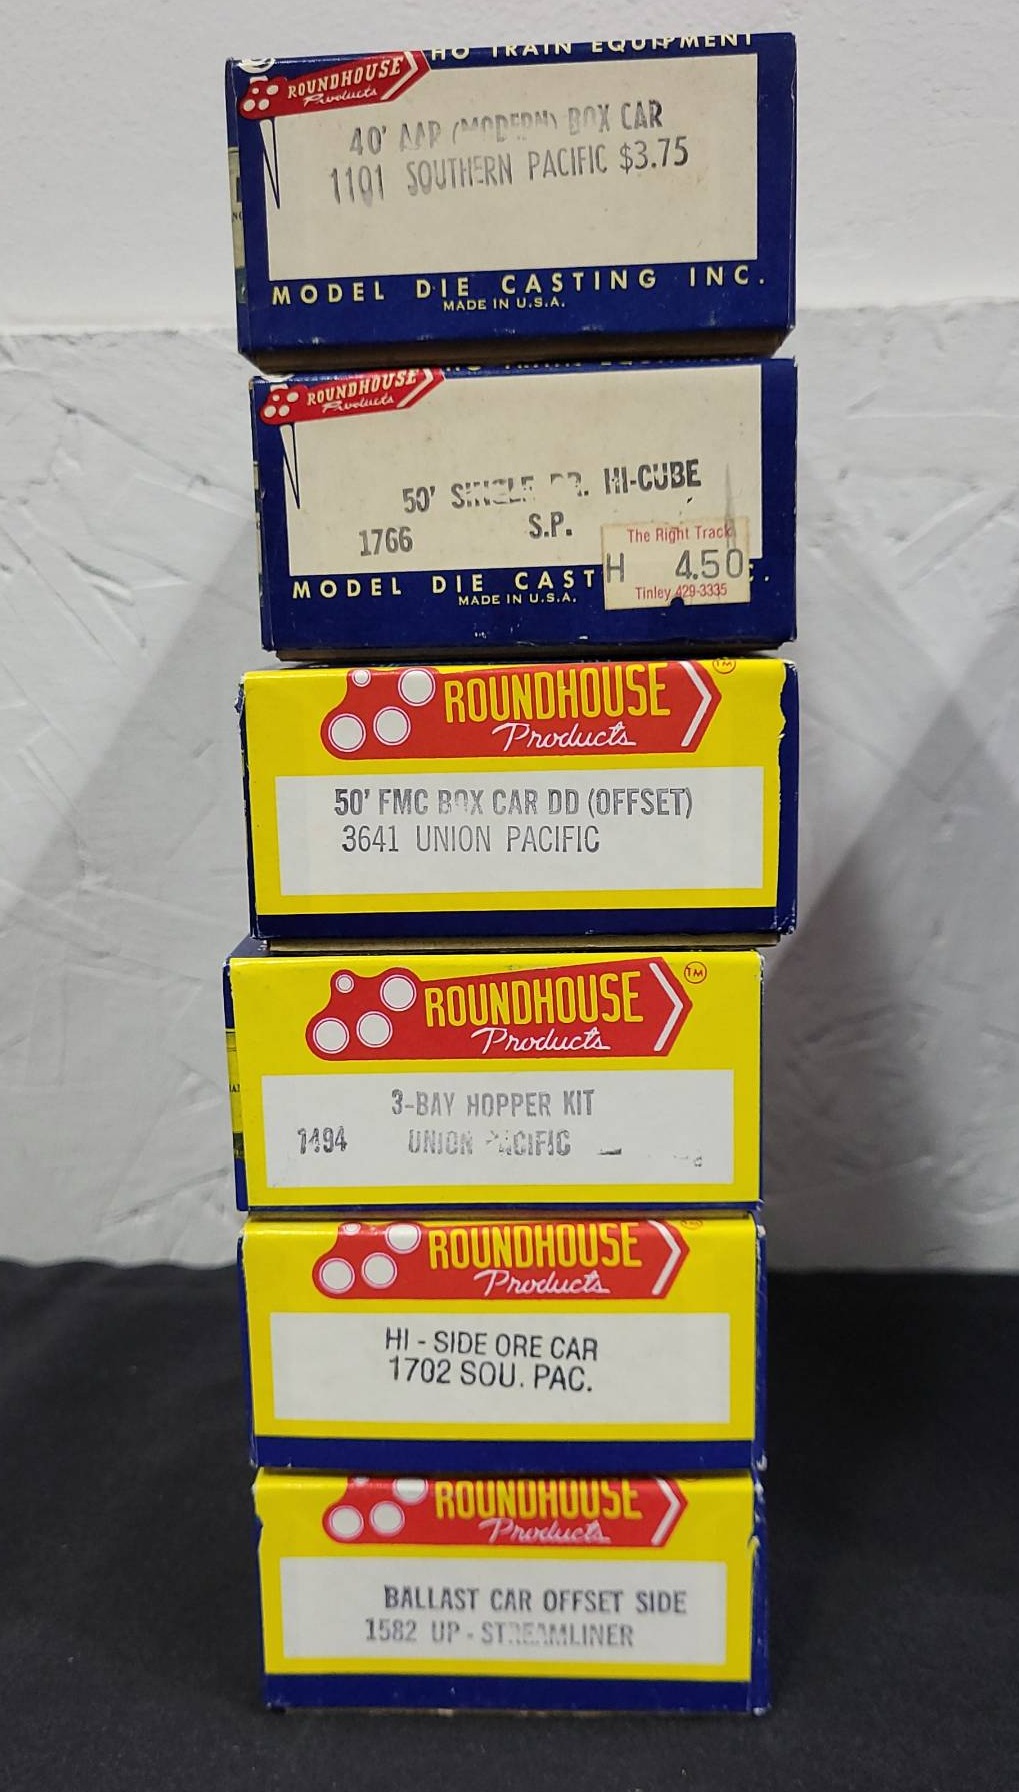 HO TRAIN EQUIPMENT
ROUNDHOUSE
Products
40' AAR (MODERN) BOX CAR
1101 SOUTHERN PACIFIC $3.75
MODEL DIE CASTING INC.
MADE IN U.S.A.
ROUNDHOUSE
Products
50' SINGLE DR. HI-CUBE
1766 S.P.
The Right Track
H 4.50
Tinley 429-3335
MODEL DIE CAST
MADE IN U.S.A.
TM
ROUNDHOUSE
Products
50' FMC BOX CAR DD (OFFSET)
3641 UNION PACIFIC
TM
ROUNDHOUSE
Products
3-BAY HOPPER KIT
1494 UNION PACIFIC
ROUNDHOUSE
Products
HI - SIDE ORE CAR
1702 SOU. PAC.
ROUNDHOUSE
Products
BALLAST CAR OFFSET SIDE
1582 UP - STREAMLINER